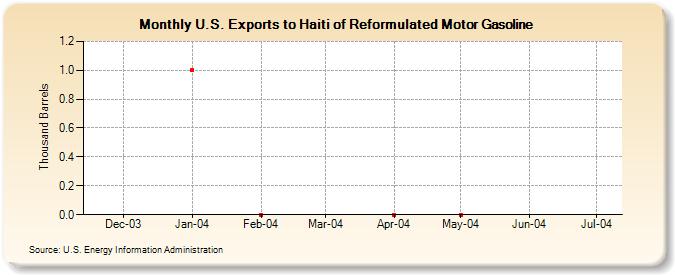 Monthly U.S. Exports to Haiti of Reformulated Motor Gasoline
Thousand Barrels
1.2
1.0
0.8
0.6
0.4
0.2
0.0
Dec-03 Jan-04 Feb-04 Mar-04 Apr-04 May-04 Jun-04 Jul-04
Source: U.S. Energy Information Administration